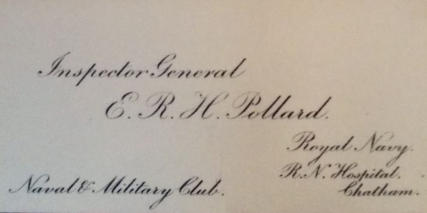 Inspector General
E. R. H. Pollard.
Royal Navy.
R. N. Hospital.
Chatham.
Naval & Military Club.